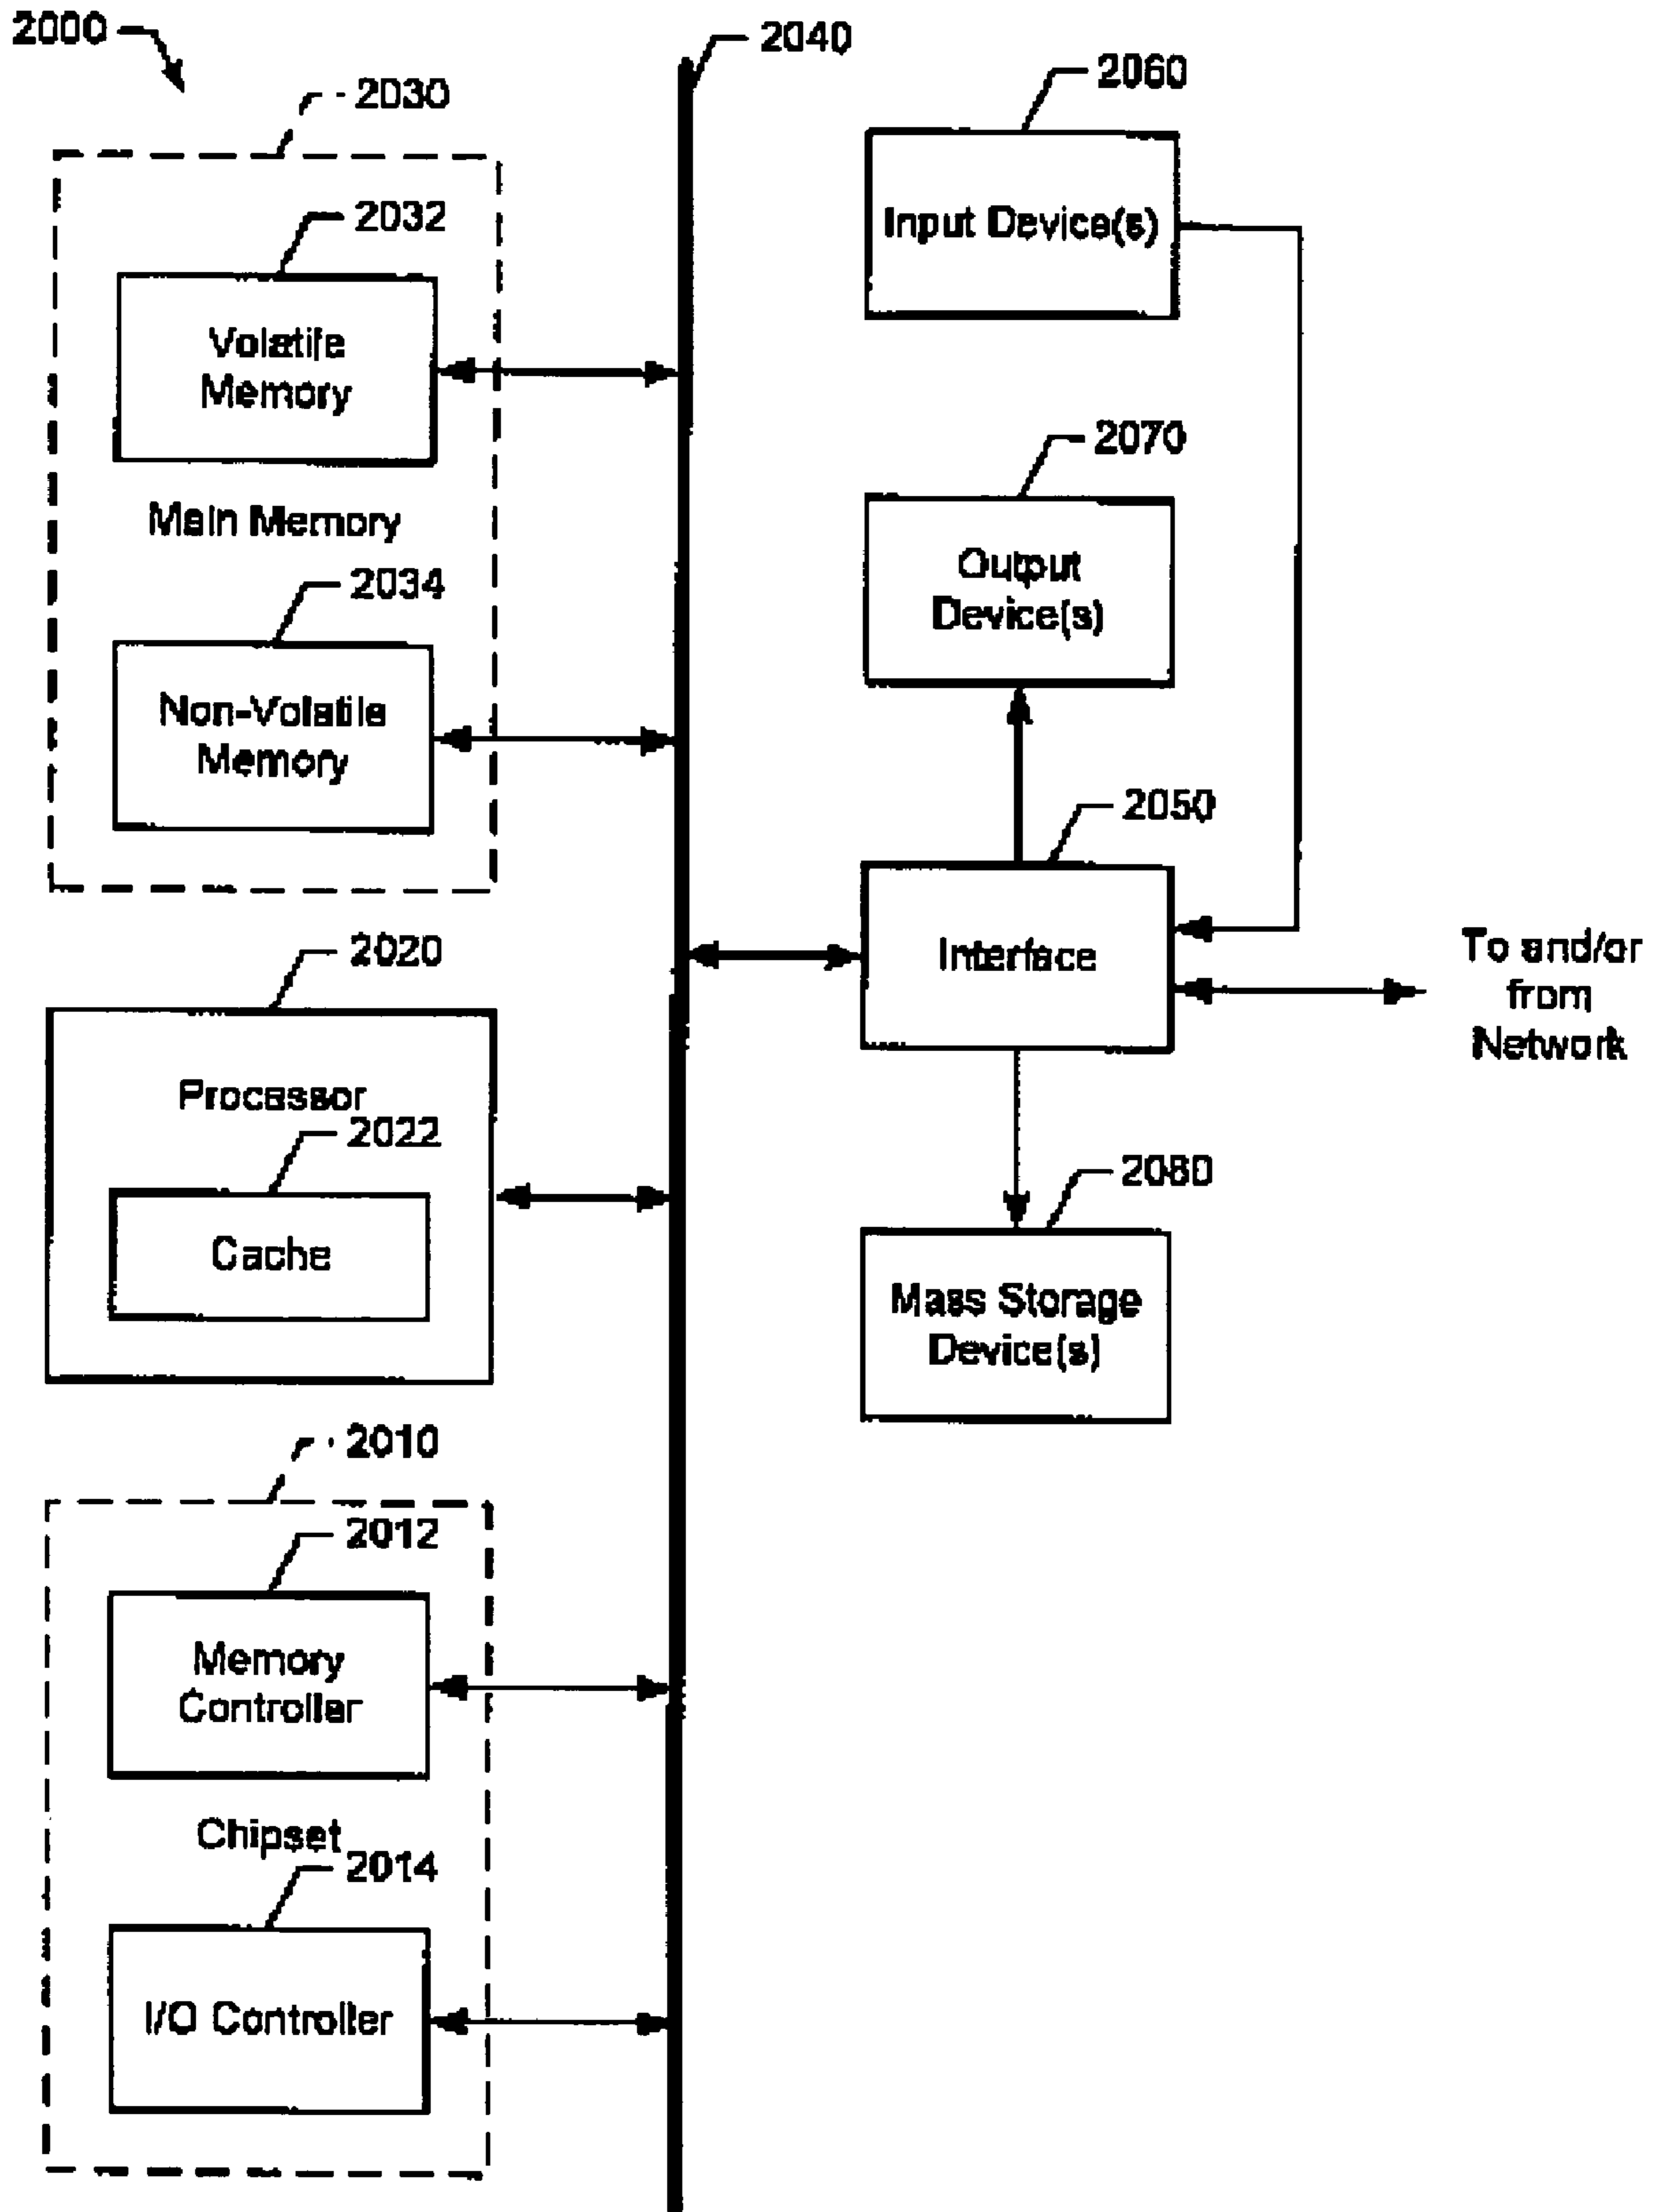 2000
2040
2060
2030
Input Device(s)
2032
Volatile
Memory
2070
Main Memory
Output
Device(s)
2034
Non-Volatile
Memory
2050
Interface
To and/or
from
Network
2020
Processor
2022
Cache
2080
Mass Storage
Device(s)
2010
2012
Memory
Controller
Chipset
2014
I/O Controller